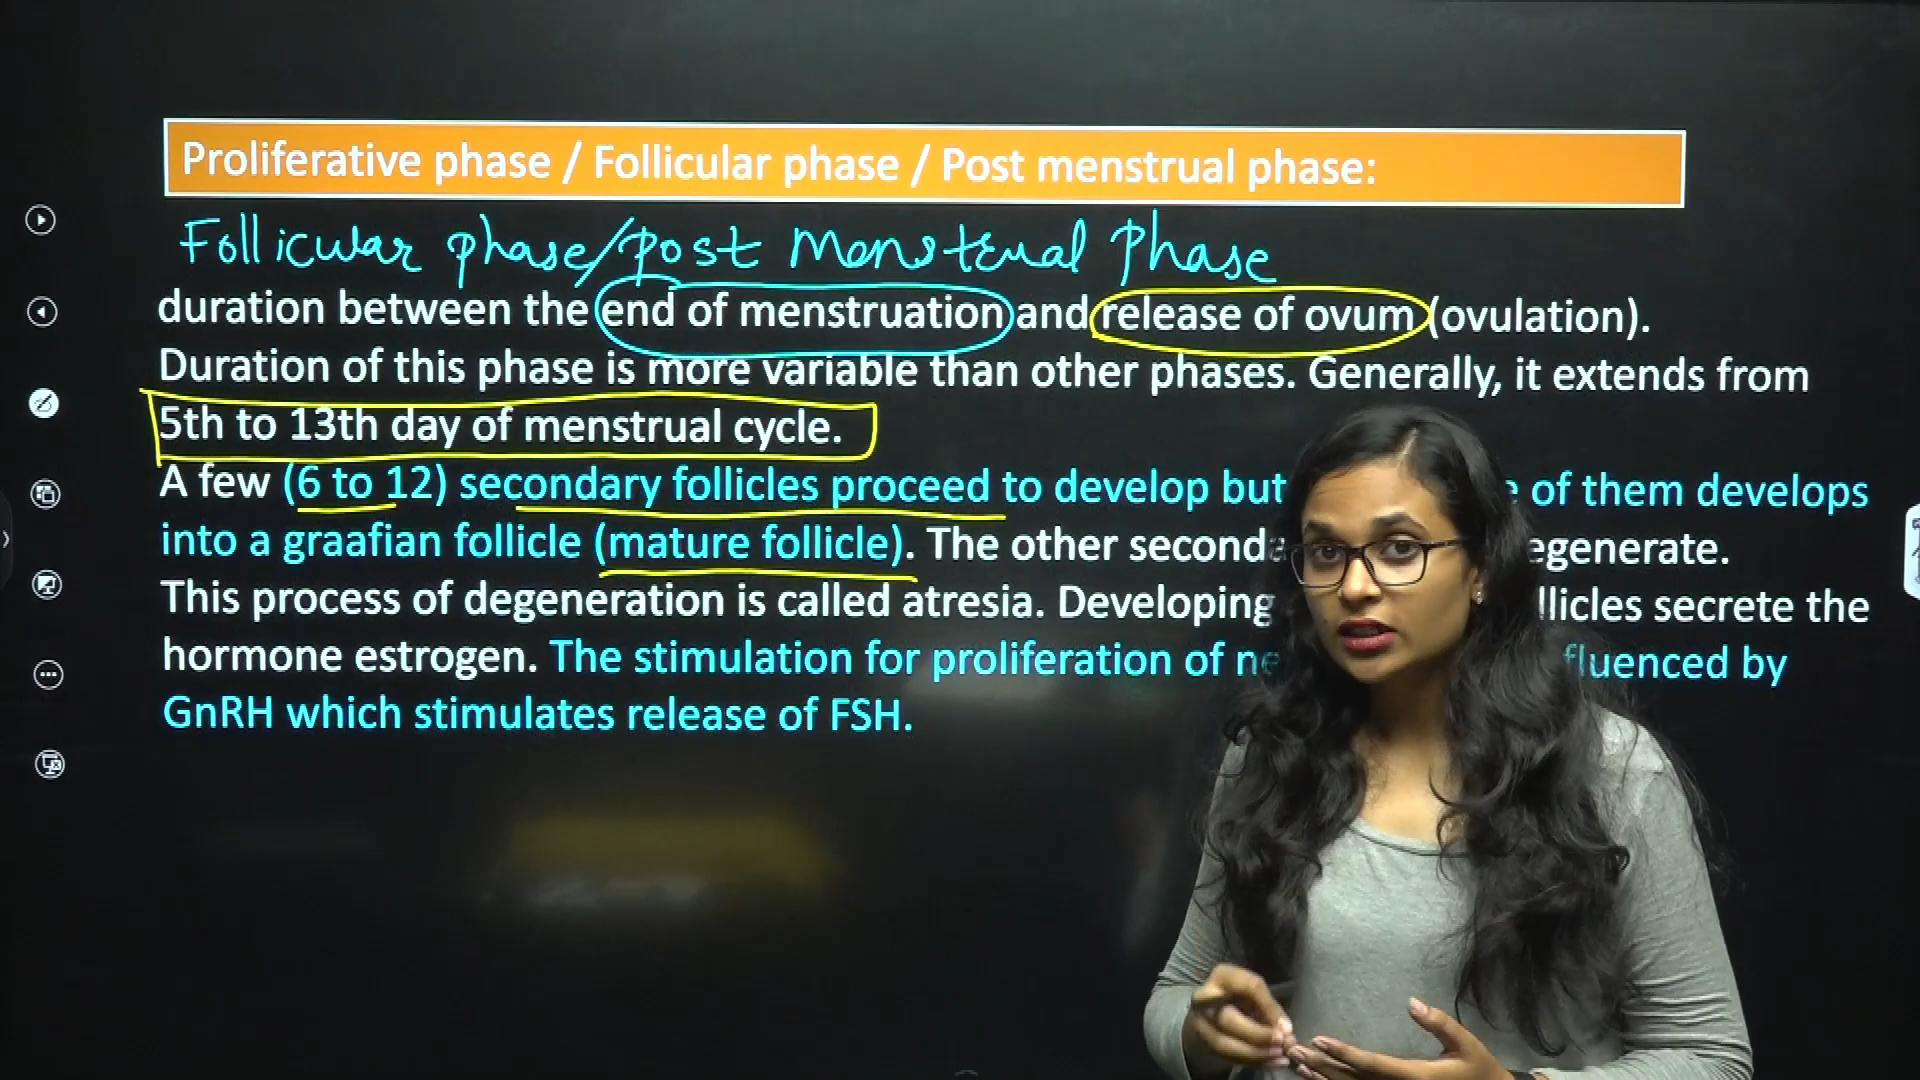 Proliferative phase / Follicular phase / Post menstrual phase:
Follicular phase/post Menstrual Phase
duration between the end of menstruation and release of ovum (ovulation).
Duration of this phase is more variable than other phases. Generally, it extends from
5th to 13th day of menstrual cycle.
A few (6 to 12) secondary follicles proceed to develop but of them develops
into a graafian follicle (mature follicle). The other
This process of degeneration is called atresia. Developing secrete the
hormone estrogen. The stimulation for proliferation of by
GnRH which stimulates release of FSH.